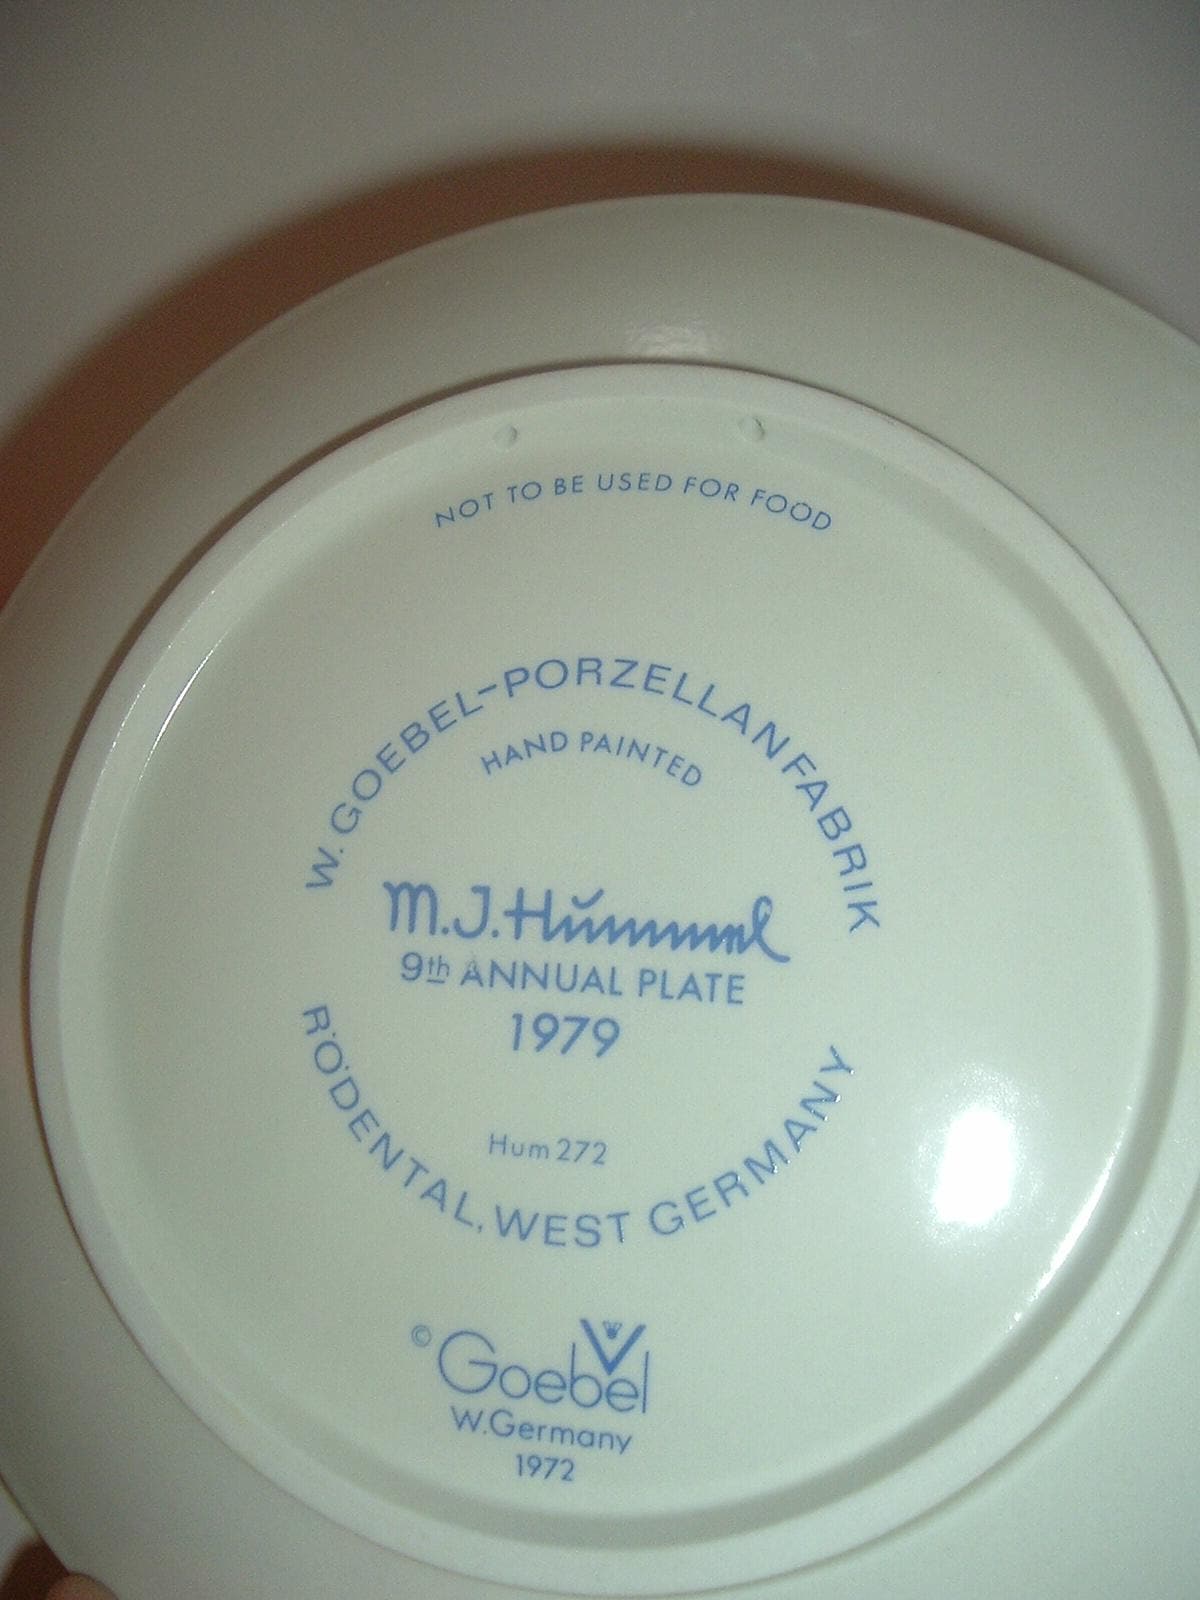 NOT TO BE USED FOR FOOD
W. GOEBEL-PORZELLANFABRIK
HAND PAINTED
M.J. Hummel
9th ANNUAL PLATE
1979
Hum 272
RÖDENTAL, WEST GERMANY
© Goebel
W. Germany
1972